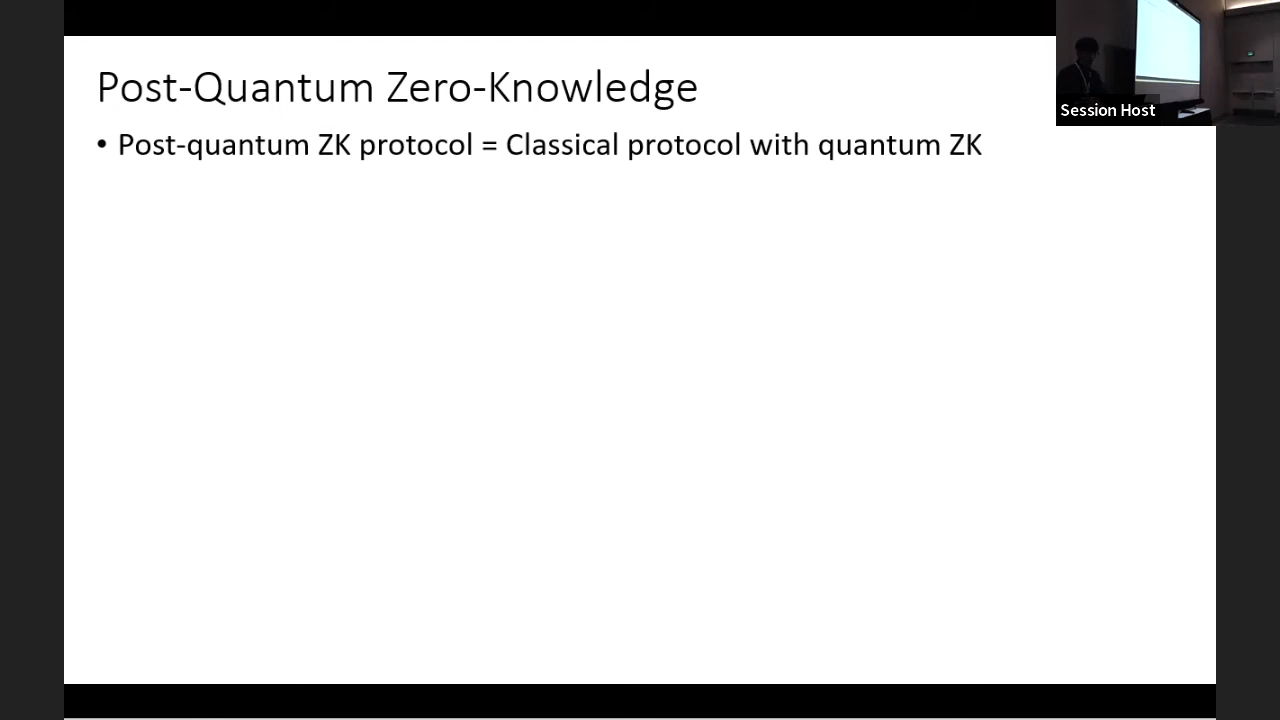 Post-Quantum Zero-Knowledge
• Post-quantum ZK protocol = Classical protocol with quantum ZK
Session Host